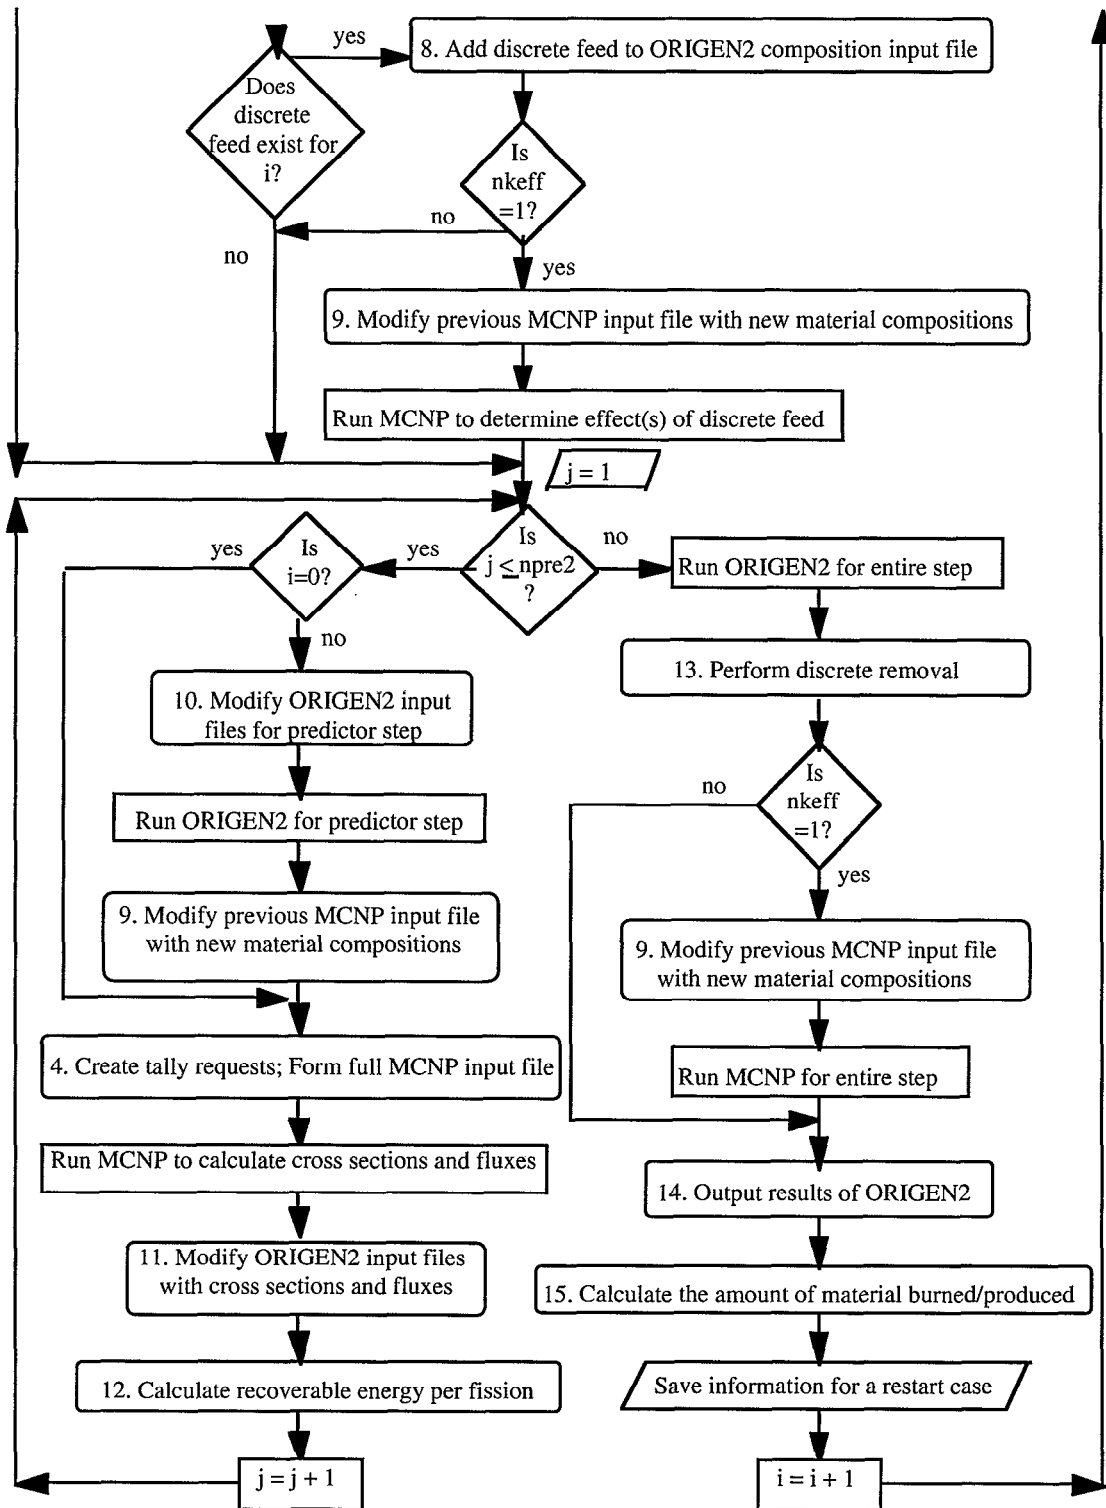 yes
8. Add discrete feed to ORIGEN2 composition input file
Does
discrete
feed exist for
i?
Is
nkeff
=1?
no
no
yes
9. Modify previous MCNP input file with new material compositions
Run MCNP to determine effect(s) of discrete feed
j = 1
yes
Is
i=0?
yes
Is
j ≤ npre2
?
no
Run ORIGEN2 for entire step
no
13. Perform discrete removal
10. Modify ORIGEN2 input
files for predictor step
no
Is
nkeff
=1?
Run ORIGEN2 for predictor step
yes
9. Modify previous MCNP input file
with new material compositions
9. Modify previous MCNP input file
with new material compositions
4. Create tally requests; Form full MCNP input file
Run MCNP for entire step
Run MCNP to calculate cross sections and fluxes
14. Output results of ORIGEN2
11. Modify ORIGEN2 input files
with cross sections and fluxes
15. Calculate the amount of material burned/produced
12. Calculate recoverable energy per fission
Save information for a restart case
j = j + 1
i = i + 1